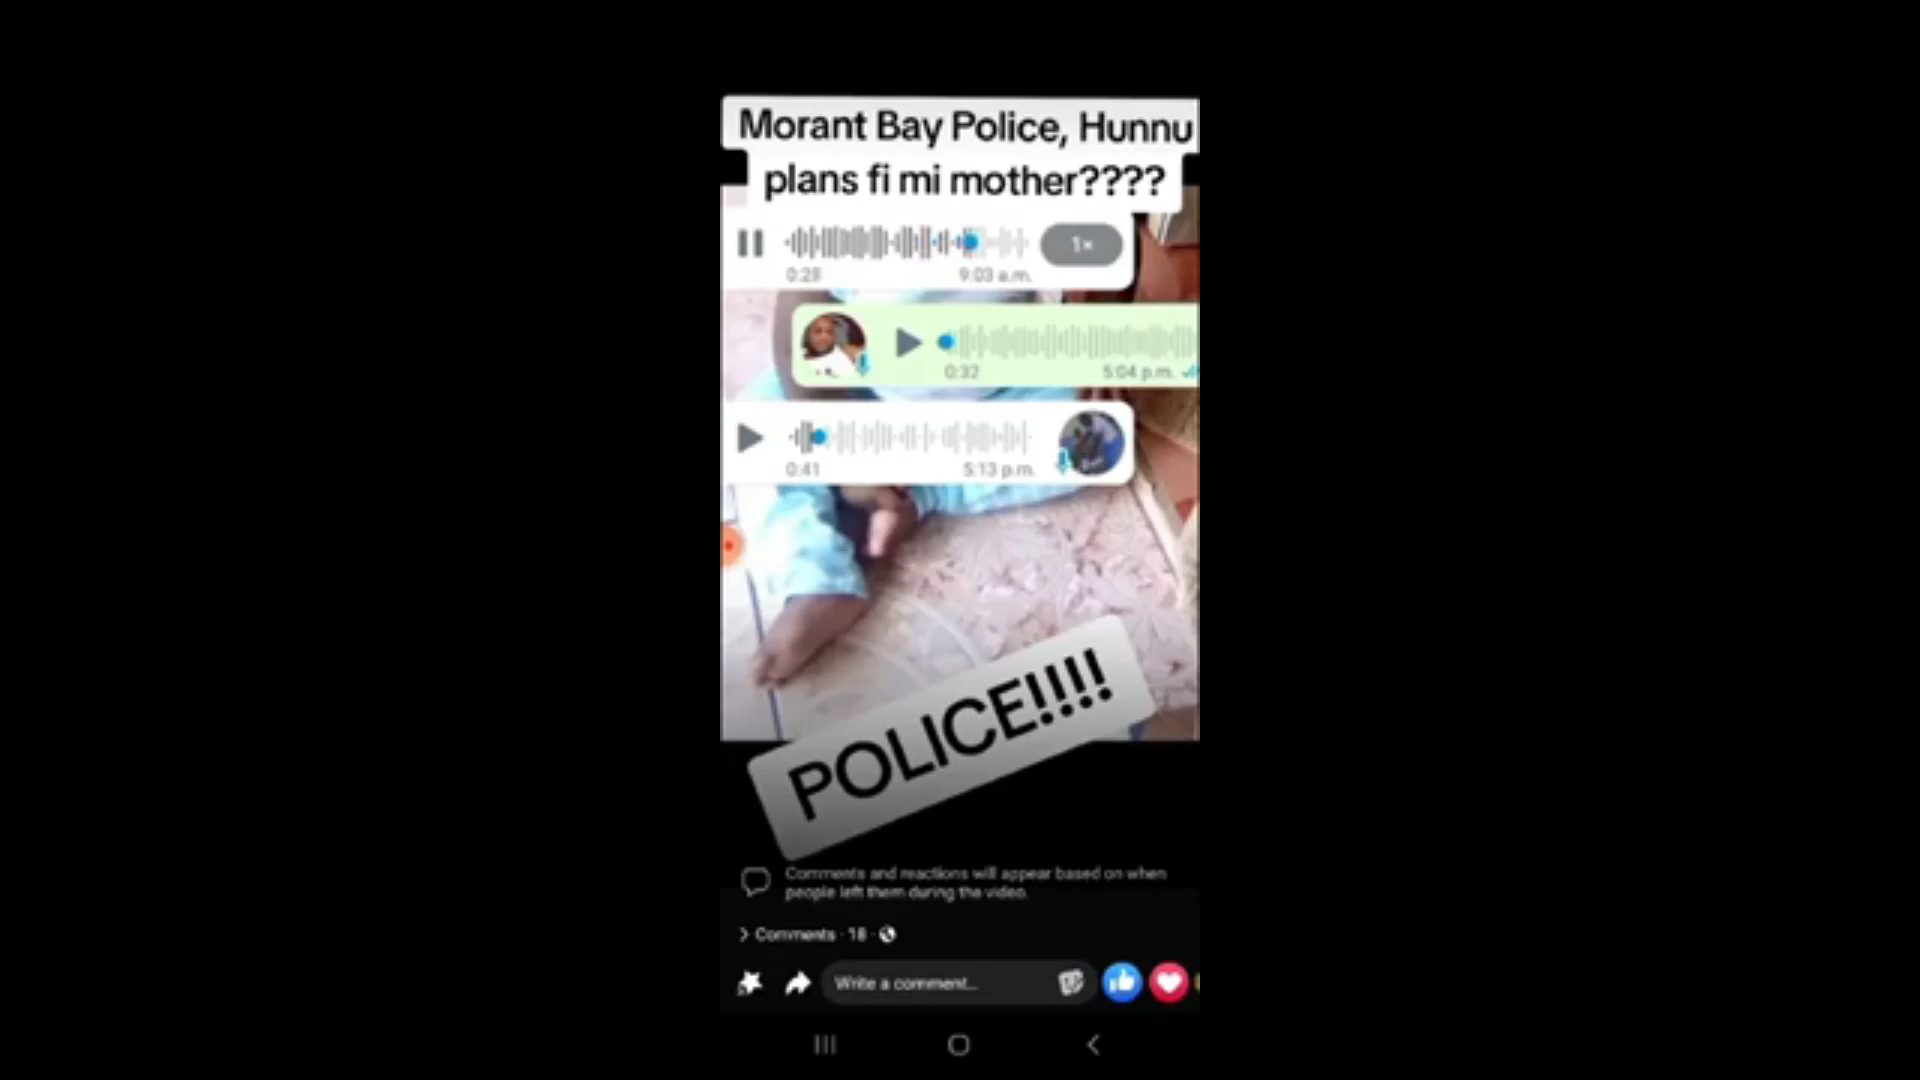 Morant Bay Police, Hunnu
plans fi mi mother????
1×
0:28 9:03 a.m.
0:32 5:04 p.m.
0:41 5:13 p.m.
POLICE!!!!
Comments and reactions will appear based on when
people left them during the video.
Comments · 18 ·
Write a comment...